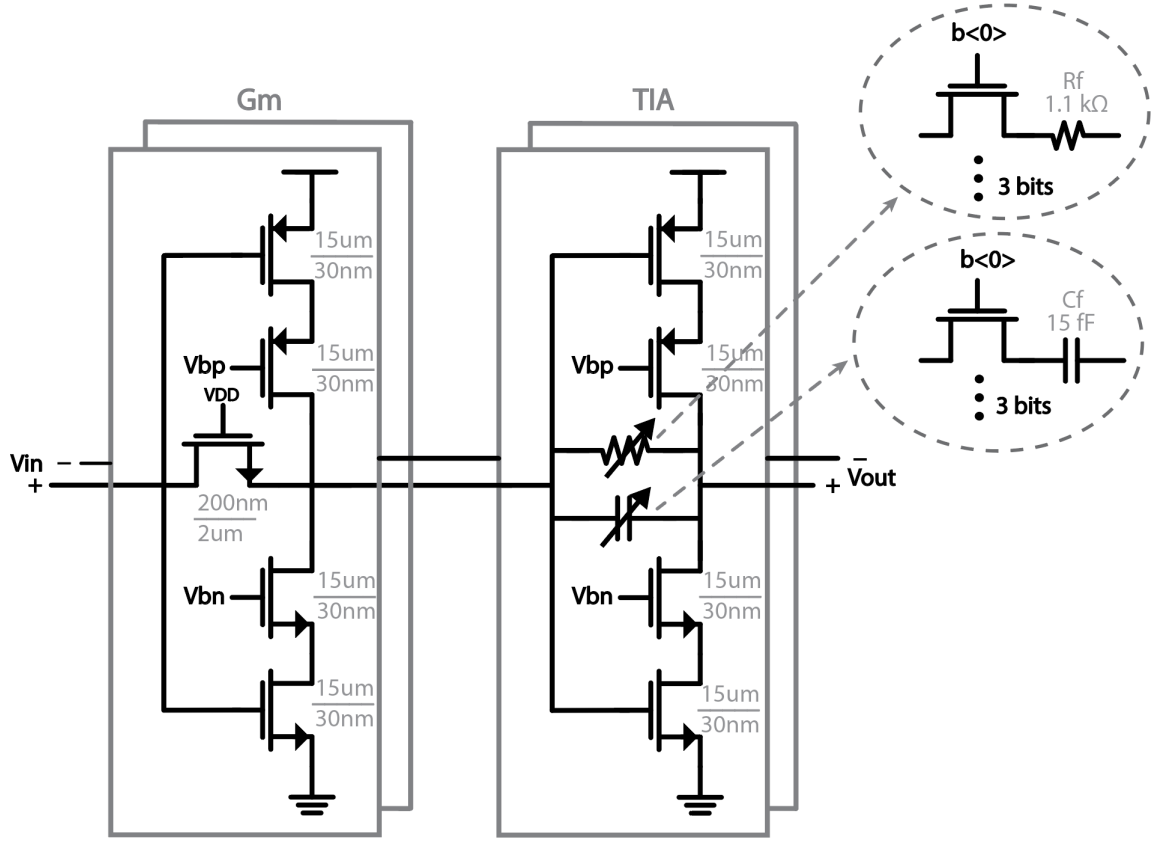 b<0>
Rf
1.1 kΩ
3 bits
Gm
TIA
b<0>
Cf
15 fF
3 bits
15um
30nm
15um
30nm
Vbp
15um
30nm
Vbp
15um
30nm
VDD
Vin
−
+
200nm
2um
−
+
Vout
Vbn
15um
30nm
Vbn
15um
30nm
15um
30nm
15um
30nm